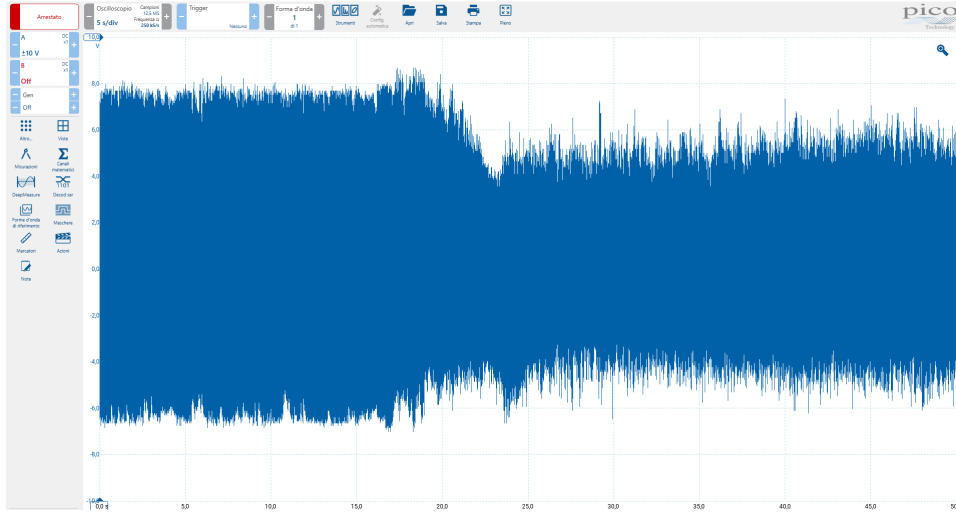 Arrestato
Oscilloscopio
5 s/div
Campioni
12,5 MS
Frequenza c
250 kS/s
Trigger
Nessuno
Forma d'onda
1
di 1
Strumenti
Config. automatica
Apri
Salva
Stampa
Pieno
pico
Technology
A
DC
x1
±10 V
B
DC
x1
Off
Gen
Off
Altro...
Viste
Misurazioni
Canali matematici
DeepMeasure
Decod ser
Forme d'onda di riferimento
Maschere
Marcatori
Azioni
Note
10,0
V
8,0
6,0
4,0
2,0
0,0
-2,0
-4,0
-6,0
-8,0
-10,0
0,0 s
5,0
10,0
15,0
20,0
25,0
30,0
35,0
40,0
45,0
50